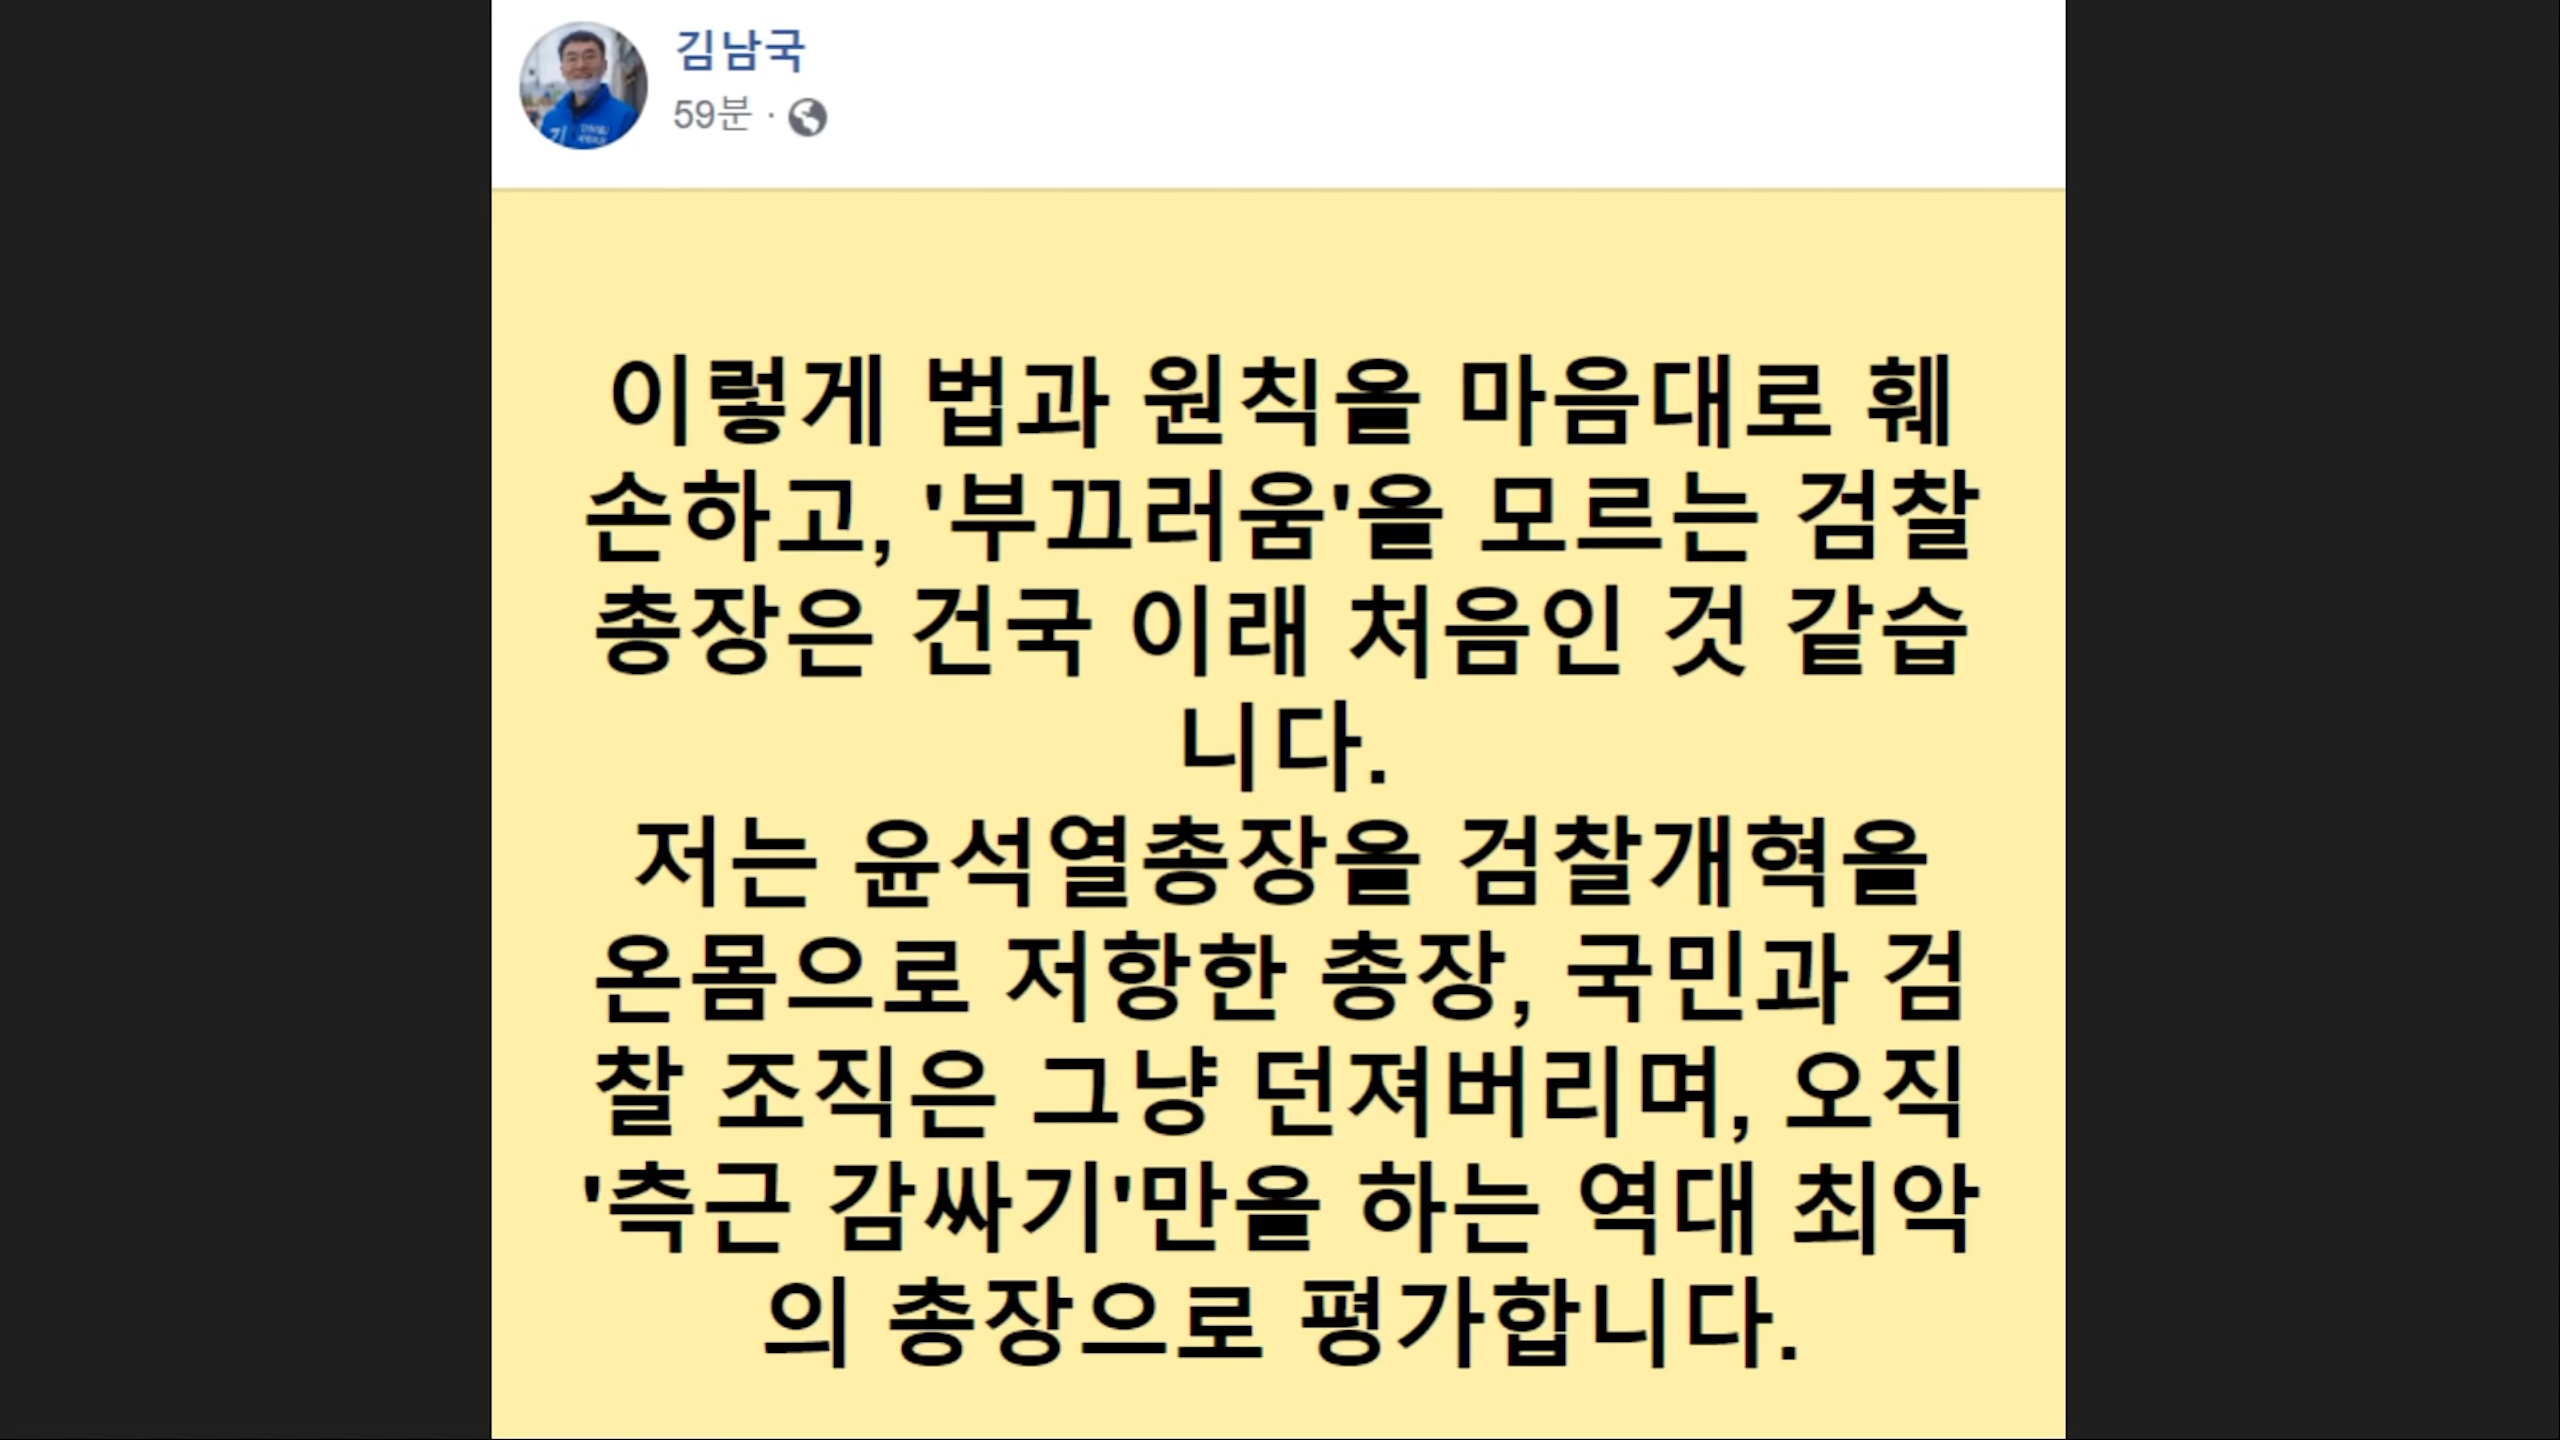 김남국
59분 ·
이렇게 법과 원칙을 마음대로 훼
손하고, '부끄러움'을 모르는 검찰
총장은 건국 이래 처음인 것 같습
니다.
저는 윤석열총장을 검찰개혁을
온몸으로 저항한 총장, 국민과 검
찰 조직은 그냥 던져버리며, 오직
'측근 감싸기'만을 하는 역대 최악
의 총장으로 평가합니다.